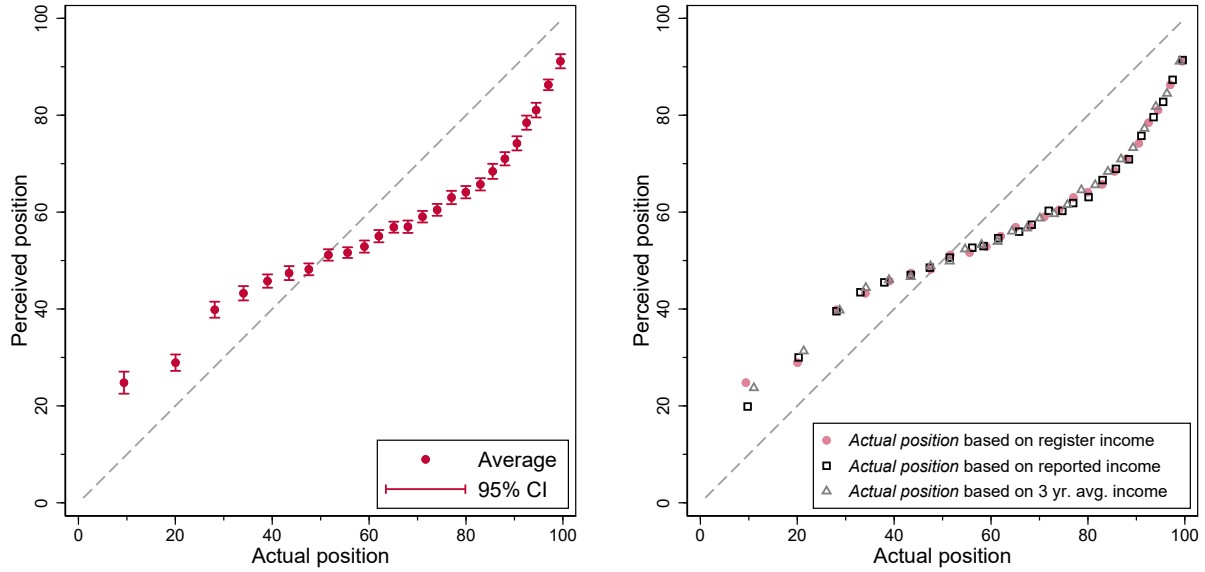 Perceived position
0 20 40 60 80 100
0 20 40 60 80 100
Actual position
Average
95% CI
Perceived position
0 20 40 60 80 100
0 20 40 60 80 100
Actual position
Actual position based on register income
Actual position based on reported income
Actual position based on 3 yr. avg. income